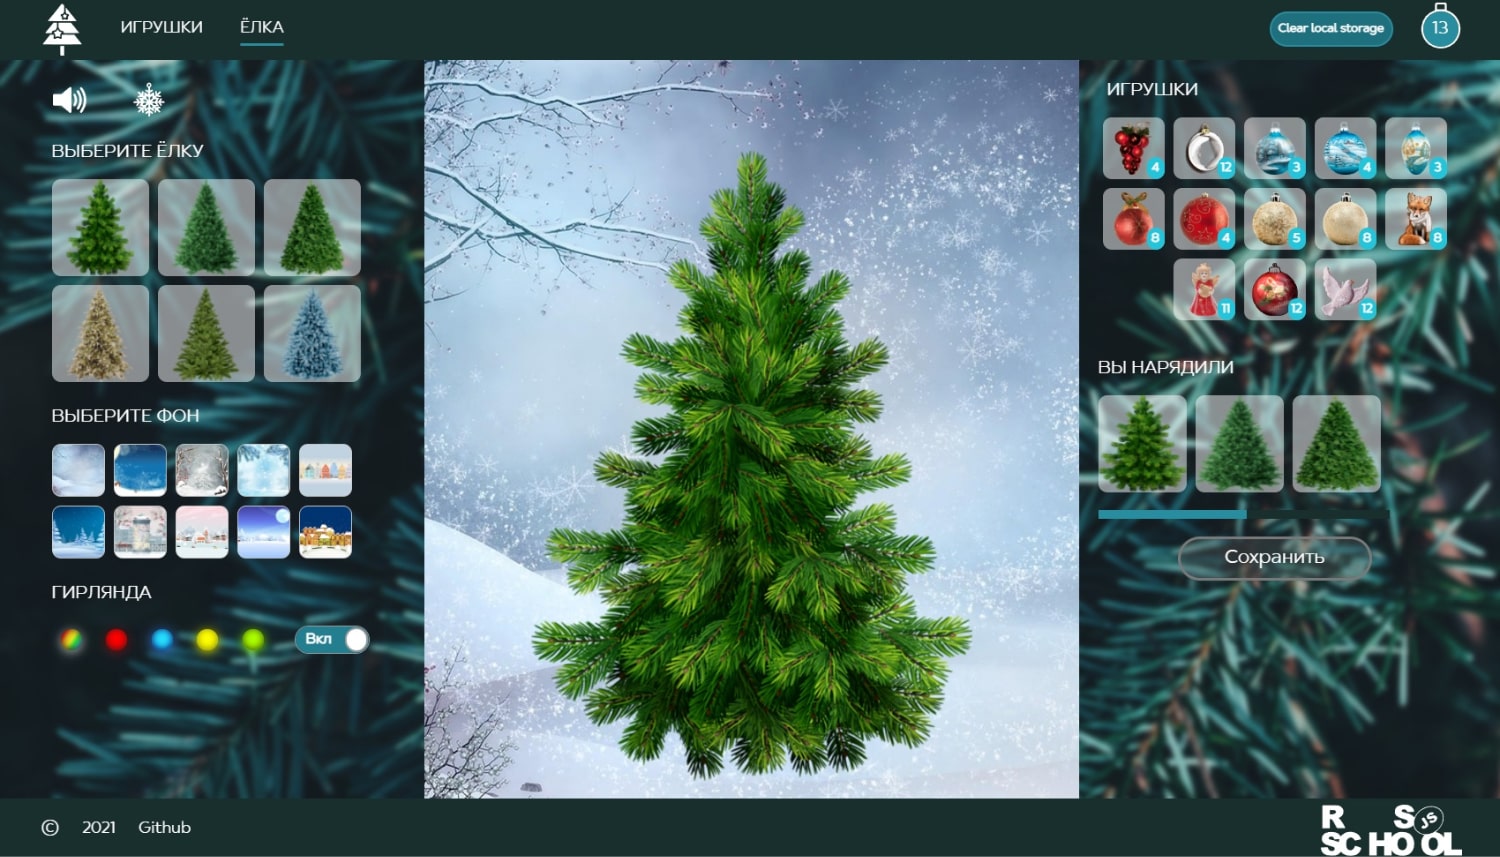 ИГРУШКИ
ЁЛКА
Clear local storage
13
ВЫБЕРИТЕ ЁЛКУ
ВЫБЕРИТЕ ФОН
ГИРЛЯНДА
Вкл
ИГРУШКИ
4 12 3 4 3
8 4 5 8 8
11 12 12
ВЫ НАРЯДИЛИ
Сохранить
© 2021 Github
R S JS
SCHOOL